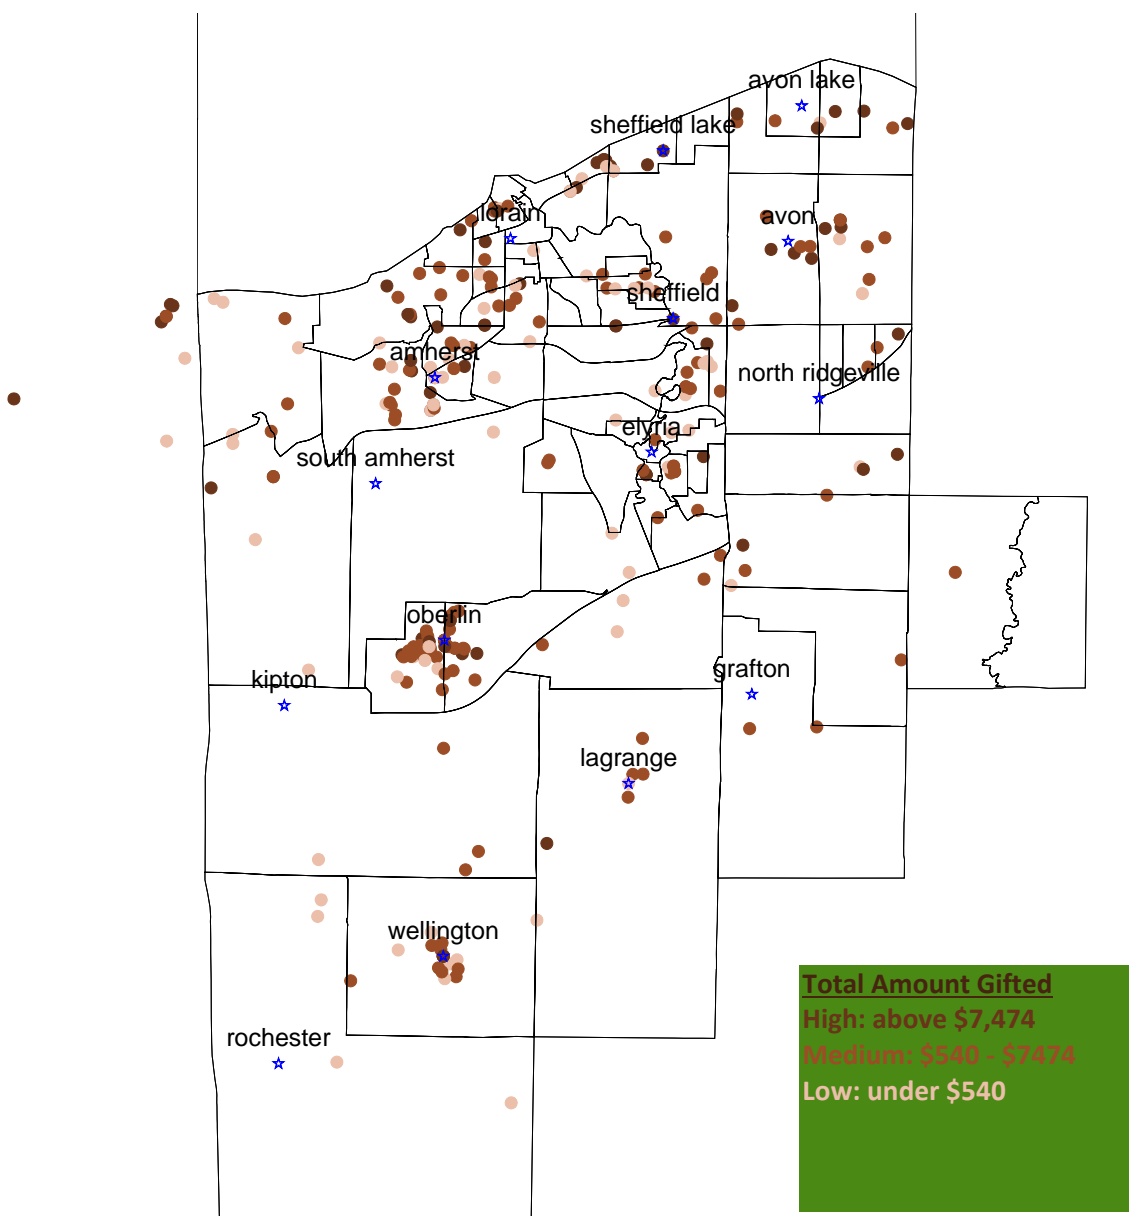 avon lake
sheffield lake
lorain
avon
sheffield
amherst
north ridgeville
elyria
south amherst
oberlin
grafton
kipton
lagrange
wellington
rochester
Total Amount Gifted
High: above $7,474
Medium: $540 - $7474
Low: under $540